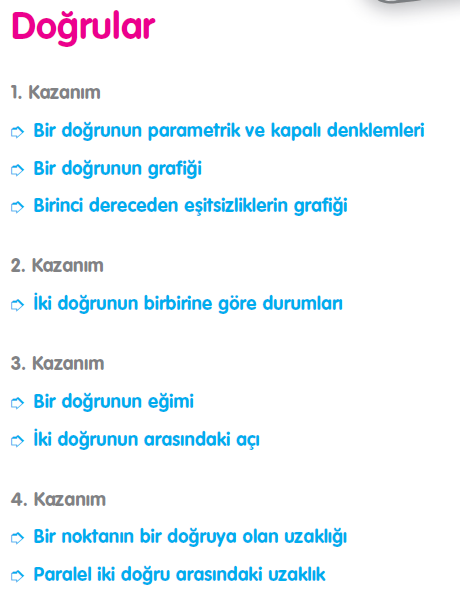 Doğrular
1. Kazanım
➩ Bir doğrunun parametrik ve kapalı denklemleri
➩ Bir doğrunun grafiği
➩ Birinci dereceden eşitsizliklerin grafiği
2. Kazanım
➩ İki doğrunun birbirine göre durumları
3. Kazanım
➩ Bir doğrunun eğimi
➩ İki doğrunun arasındaki açı
4. Kazanım
➩ Bir noktanın bir doğruya olan uzaklığı
➩ Paralel iki doğru arasındaki uzaklık